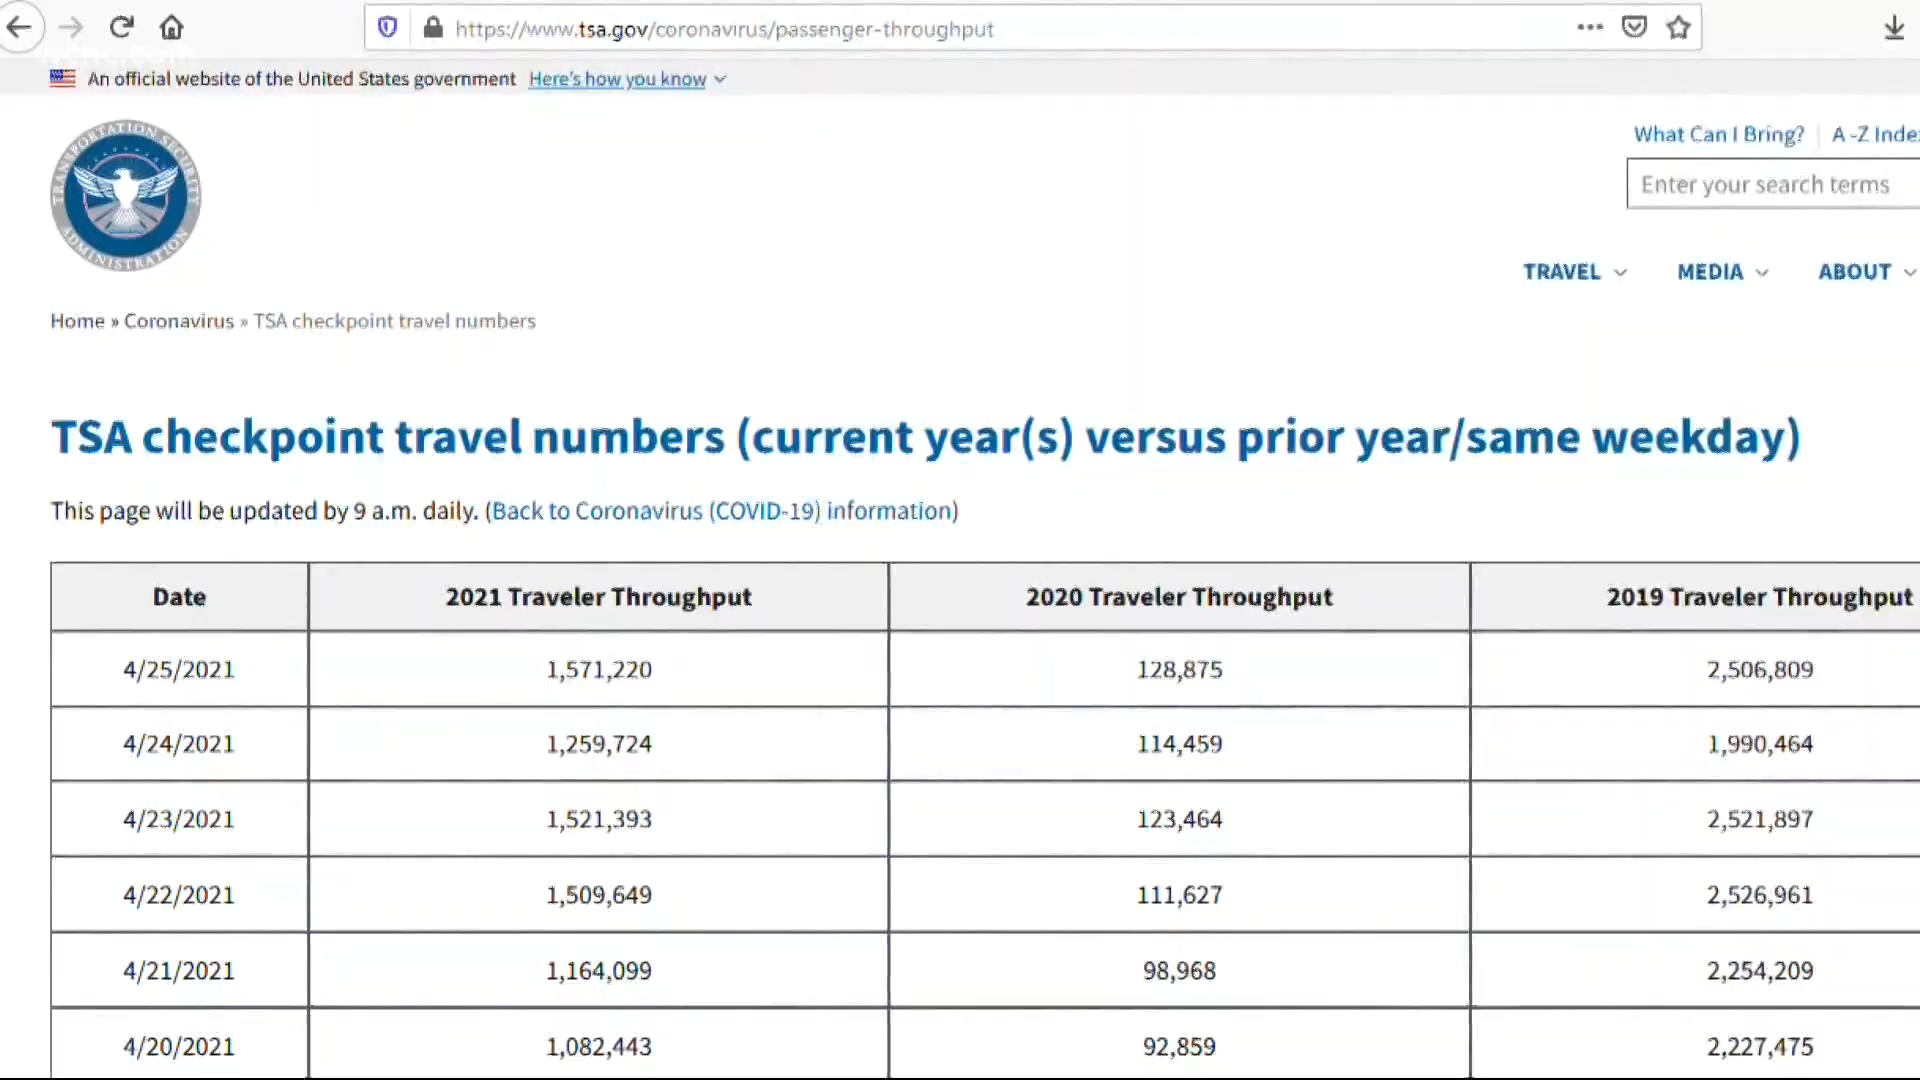 https://www.tsa.gov/coronavirus/passenger-throughput
An official website of the United States government Here's how you know
TRANSPORTATION SECURITY ADMINISTRATION
What Can I Bring? A -Z Index
Enter your search terms
TRAVEL MEDIA ABOUT
Home » Coronavirus » TSA checkpoint travel numbers
TSA checkpoint travel numbers (current year(s) versus prior year/same weekday)
This page will be updated by 9 a.m. daily. (Back to Coronavirus (COVID-19) information)
Date 2021 Traveler Throughput 2020 Traveler Throughput 2019 Traveler Throughput
4/25/2021 1,571,220 128,875 2,506,809
4/24/2021 1,259,724 114,459 1,990,464
4/23/2021 1,521,393 123,464 2,521,897
4/22/2021 1,509,649 111,627 2,526,961
4/21/2021 1,164,099 98,968 2,254,209
4/20/2021 1,082,443 92,859 2,227,475